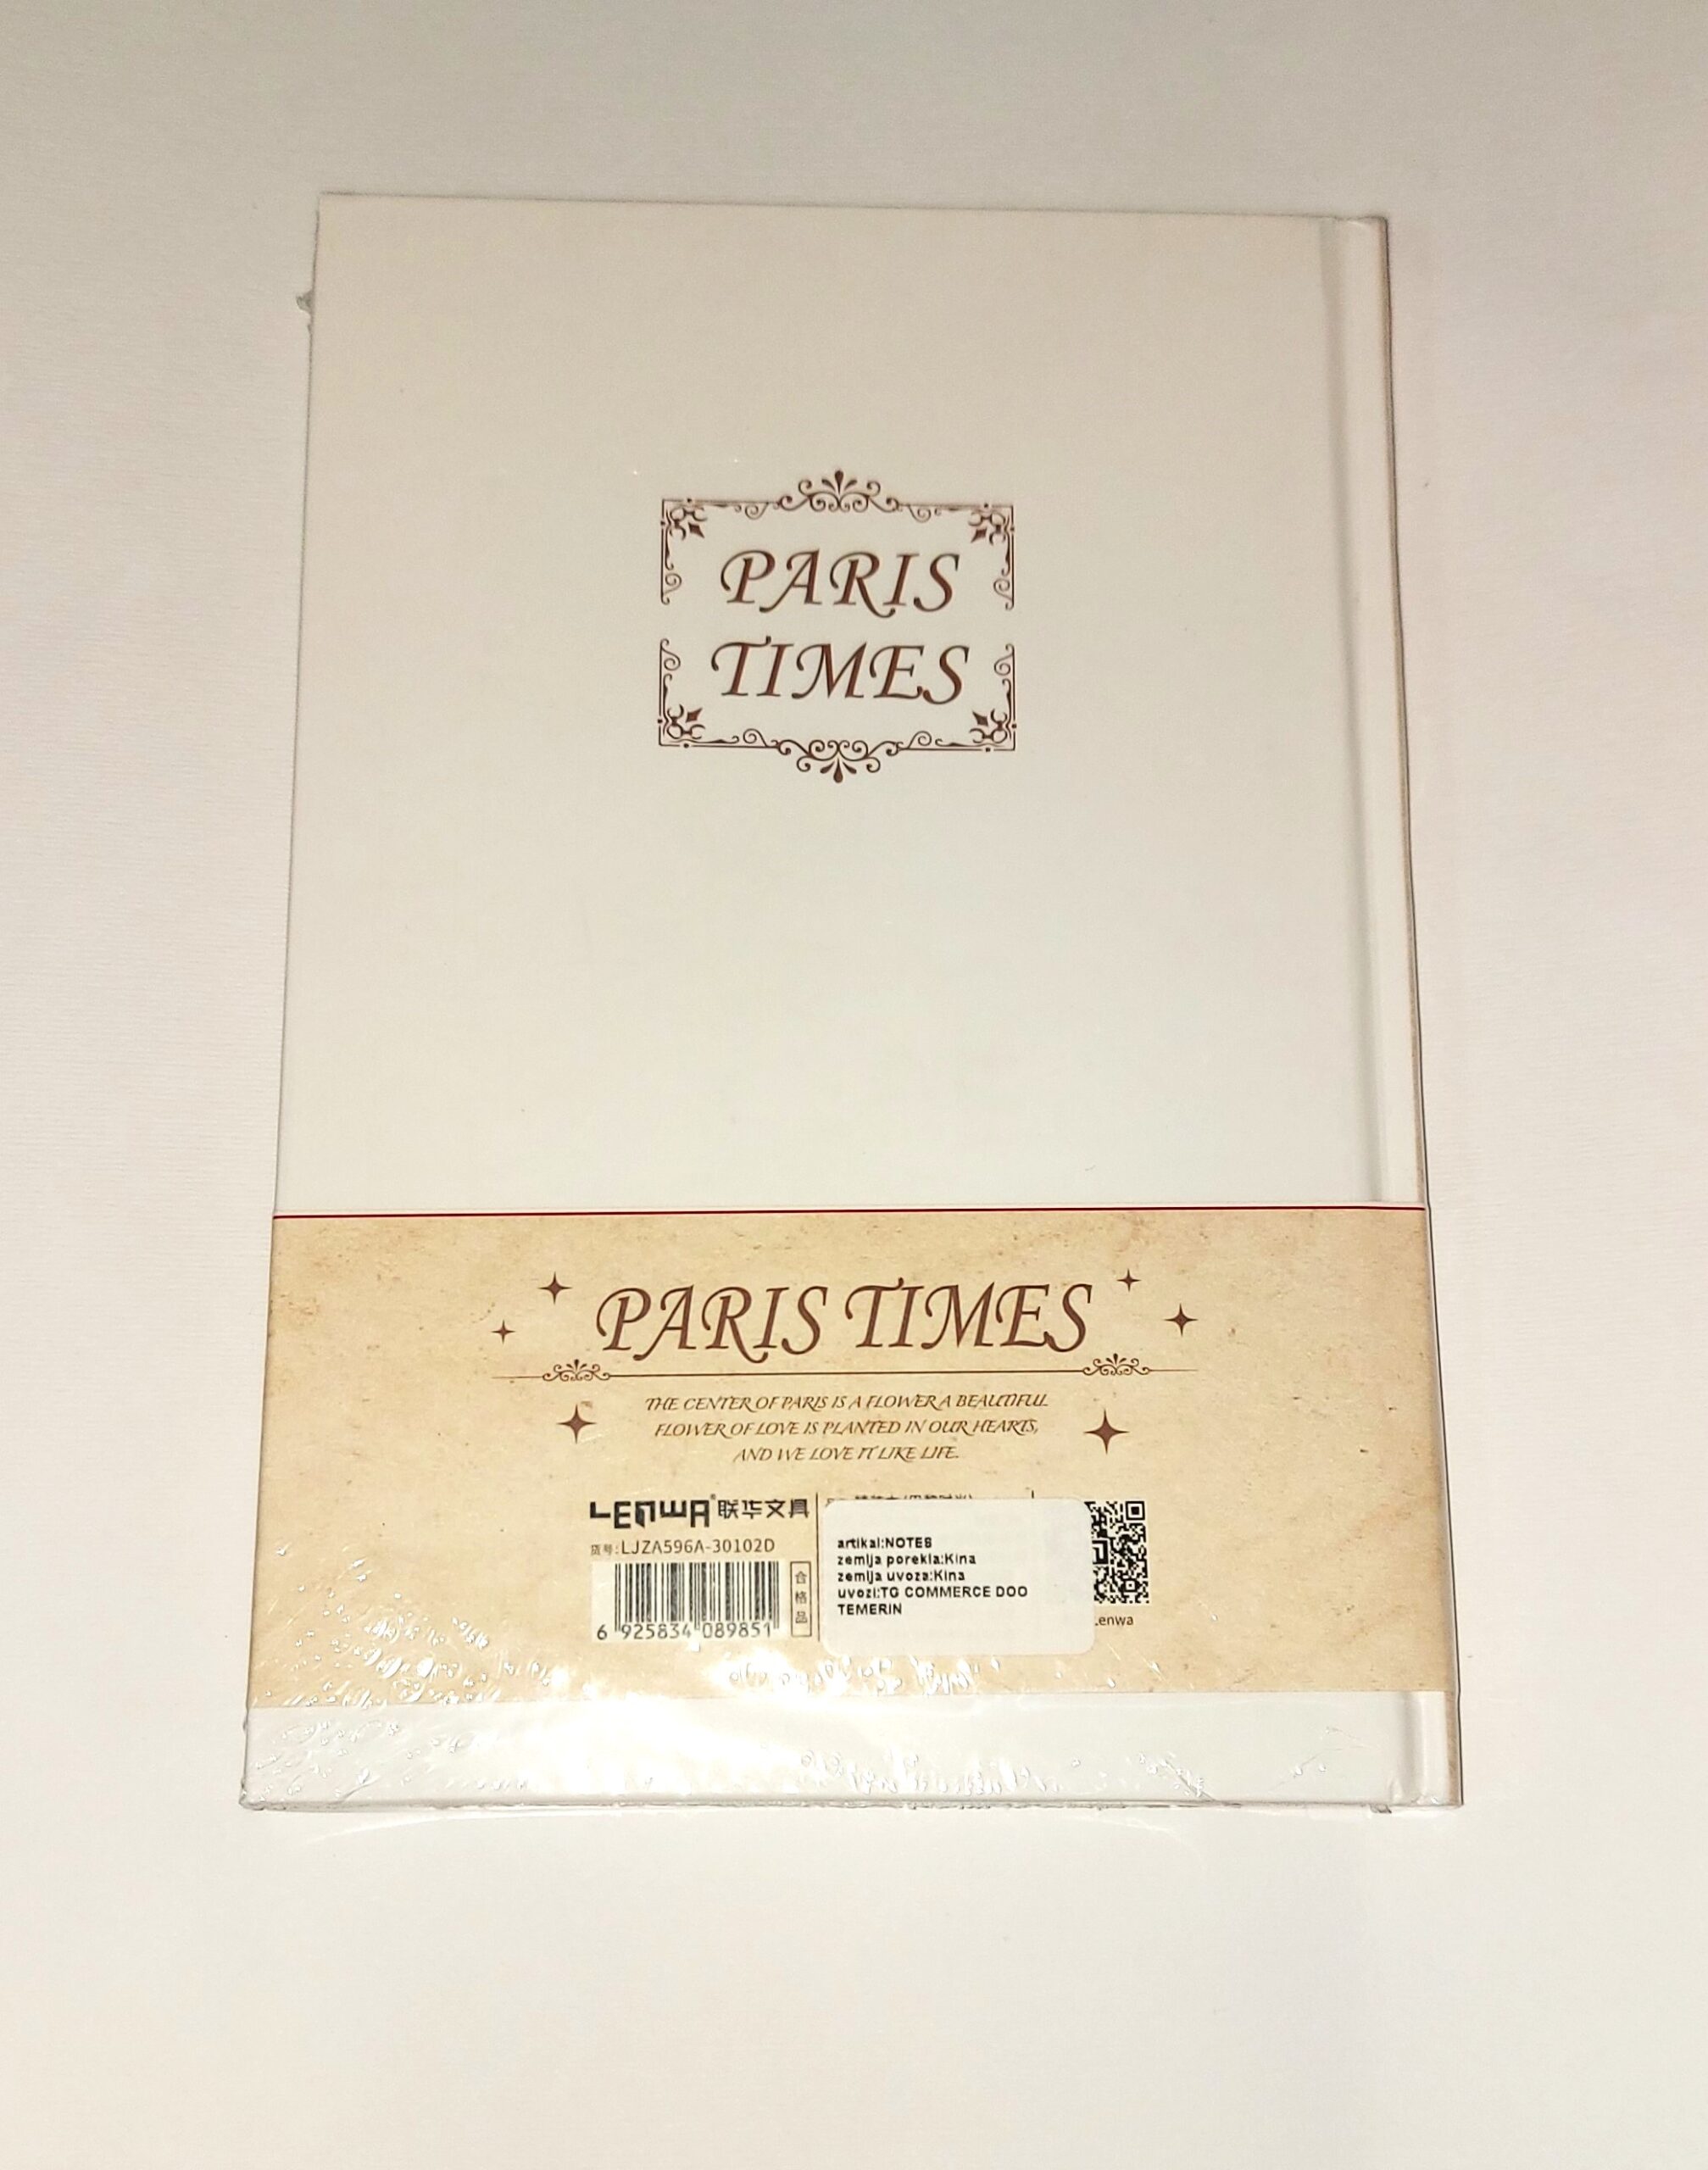 PARIS
TIMES
PARIS TIMES
THE CENTER OF PARIS IS A FLOWER A BEAUTIFUL
FLOWER OF LOVE IS PLANTED IN OUR HEARTS,
AND WE LOVE IT LIKE LIFE.
LENWA® 联华文具
货号:LJZA596A-30102D
合格品
6 925834 089851
artikal:NOTES
zemlja porekla:Kina
zemlja uvoza:Kina
uvozi:TG COMMERCE DOO
TEMERIN
enwa